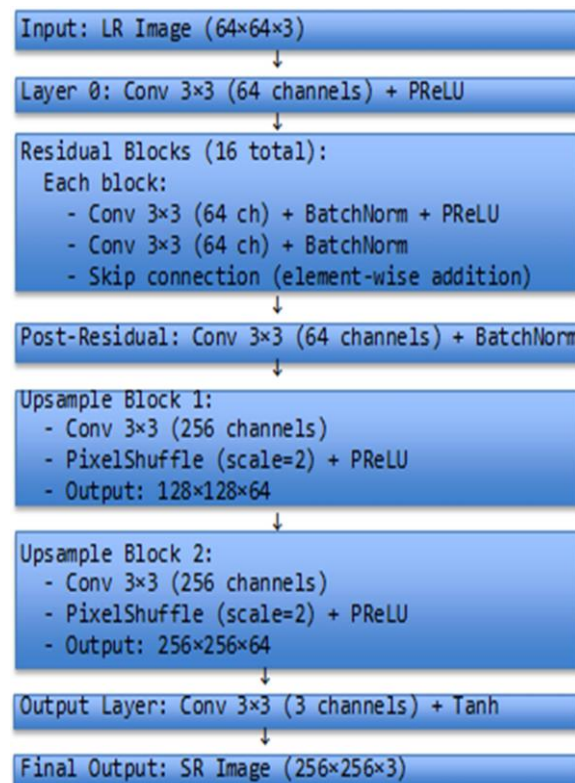 Input: LR Image (64×64×3)
↓
Layer 0: Conv 3×3 (64 channels) + PReLU
↓
Residual Blocks (16 total):
Each block:
- Conv 3×3 (64 ch) + BatchNorm + PReLU
- Conv 3×3 (64 ch) + BatchNorm
- Skip connection (element-wise addition)
↓
Post-Residual: Conv 3×3 (64 channels) + BatchNorm
↓
Upsample Block 1:
- Conv 3×3 (256 channels)
- PixelShuffle (scale=2) + PReLU
- Output: 128×128×64
↓
Upsample Block 2:
- Conv 3×3 (256 channels)
- PixelShuffle (scale=2) + PReLU
- Output: 256×256×64
↓
Output Layer: Conv 3×3 (3 channels) + Tanh
↓
Final Output: SR Image (256×256×3)